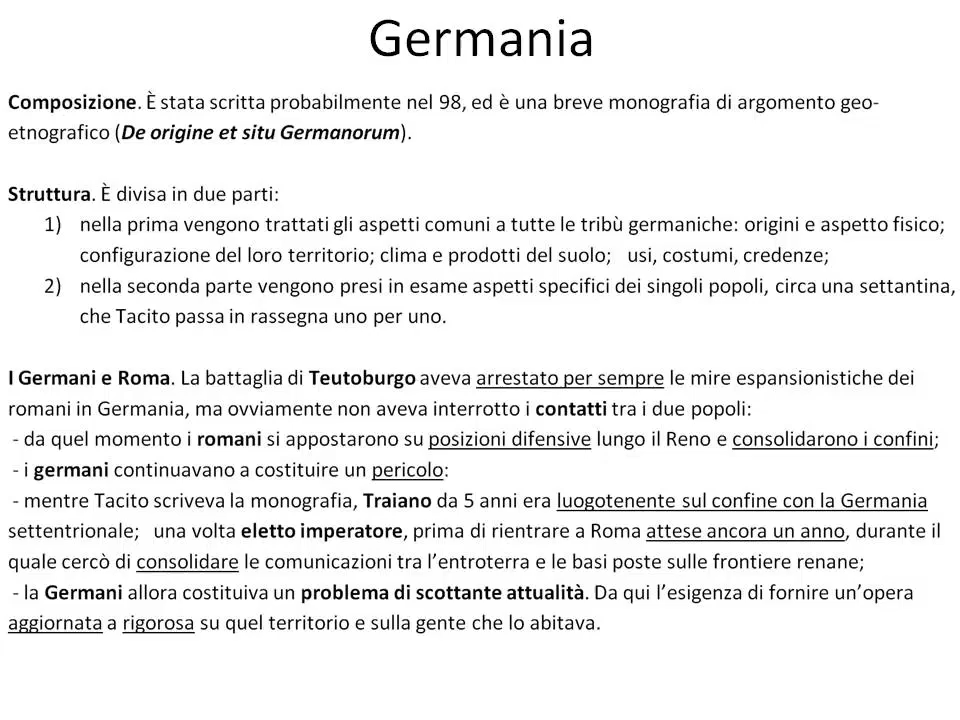 Germania
Composizione. È stata scritta probabilmente nel 98, ed è una breve monografia di argomento geo-
etnografico (De origine et situ Germanorum).
Struttura. È divisa in due parti:
1) nella prima vengono trattati gli aspetti comuni a tutte le tribù germaniche: origini e aspetto fisico;
configurazione del loro territorio; clima e prodotti del suolo; usi, costumi, credenze;
2) nella seconda parte vengono presi in esame aspetti specifici dei singoli popoli, circa una settantina,
che Tacito passa in rassegna uno per uno.
I Germani e Roma. La battaglia di Teutoburgo aveva arrestato per sempre le mire espansionistiche dei
romani in Germania, ma ovviamente non aveva interrotto i contatti tra i due popoli:
- da quel momento i romani si appostarono su posizioni difensive lungo il Reno e consolidarono i confini;
- i germani continuavano a costituire un pericolo:
- mentre Tacito scriveva la monografia, Traiano da 5 anni era luogotenente sul confine con la Germania
settentrionale; una volta eletto imperatore, prima di rientrare a Roma attese ancora un anno, durante il
quale cercò di consolidare le comunicazioni tra l'entroterra e le basi poste sulle frontiere renane;
- la Germani allora costituiva un problema di scottante attualità. Da qui l'esigenza di fornire un'opera
aggiornata a rigorosa su quel territorio e sulla gente che lo abitava.